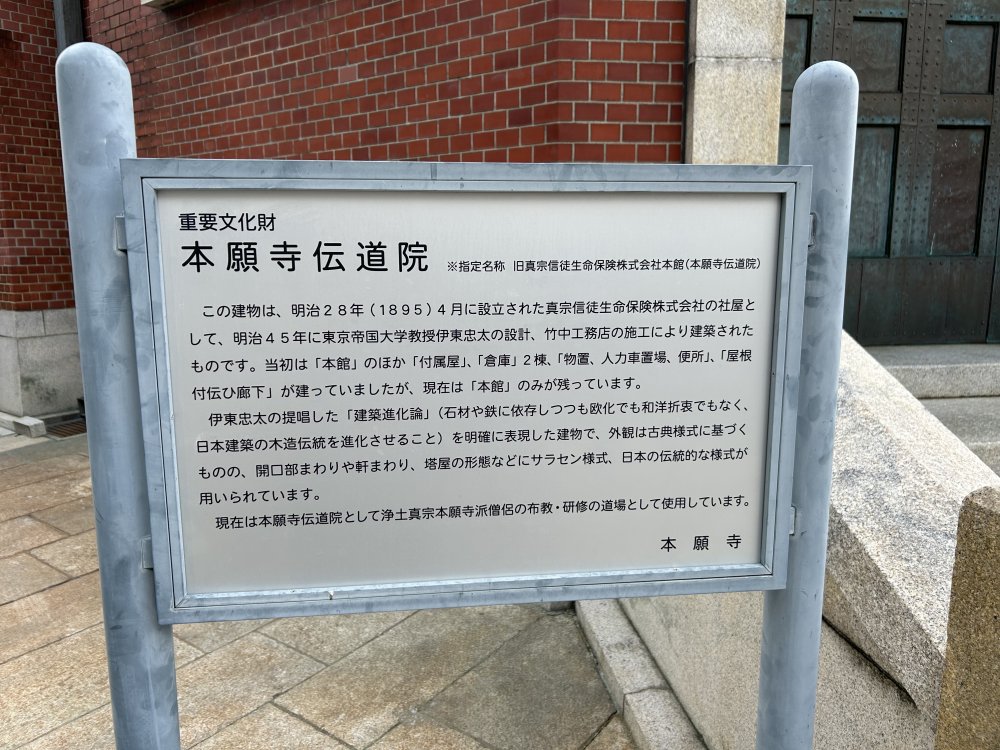 重要文化財
本願寺伝道院 ※指定名称 旧真宗信徒生命保険株式会社本館(本願寺伝道院)
この建物は、明治28年(1895)4月に設立された真宗信徒生命保険株式会社の社屋と
して、明治45年に東京帝国大学教授伊東忠太の設計、竹中工務店の施工により建築された
ものです。当初は「本館」のほか「付属屋」、「倉庫」2棟、「物置、人力車置場、便所」、「屋根
付伝ひ廊下」が建っていましたが、現在は「本館」のみが残っています。
伊東忠太の提唱した「建築進化論」(石材や鉄に依存しつつも欧化でも和洋折衷でもなく、
日本建築の木造伝統を進化させること)を明確に表現した建物で、外観は古典様式に基づく
ものの、開口部まわりや軒まわり、塔屋の形態などにサラセン様式、日本の伝統的な様式が
用いられています。
現在は本願寺伝道院として浄土真宗本願寺派僧侶の布教・研修の道場として使用しています。
本願寺